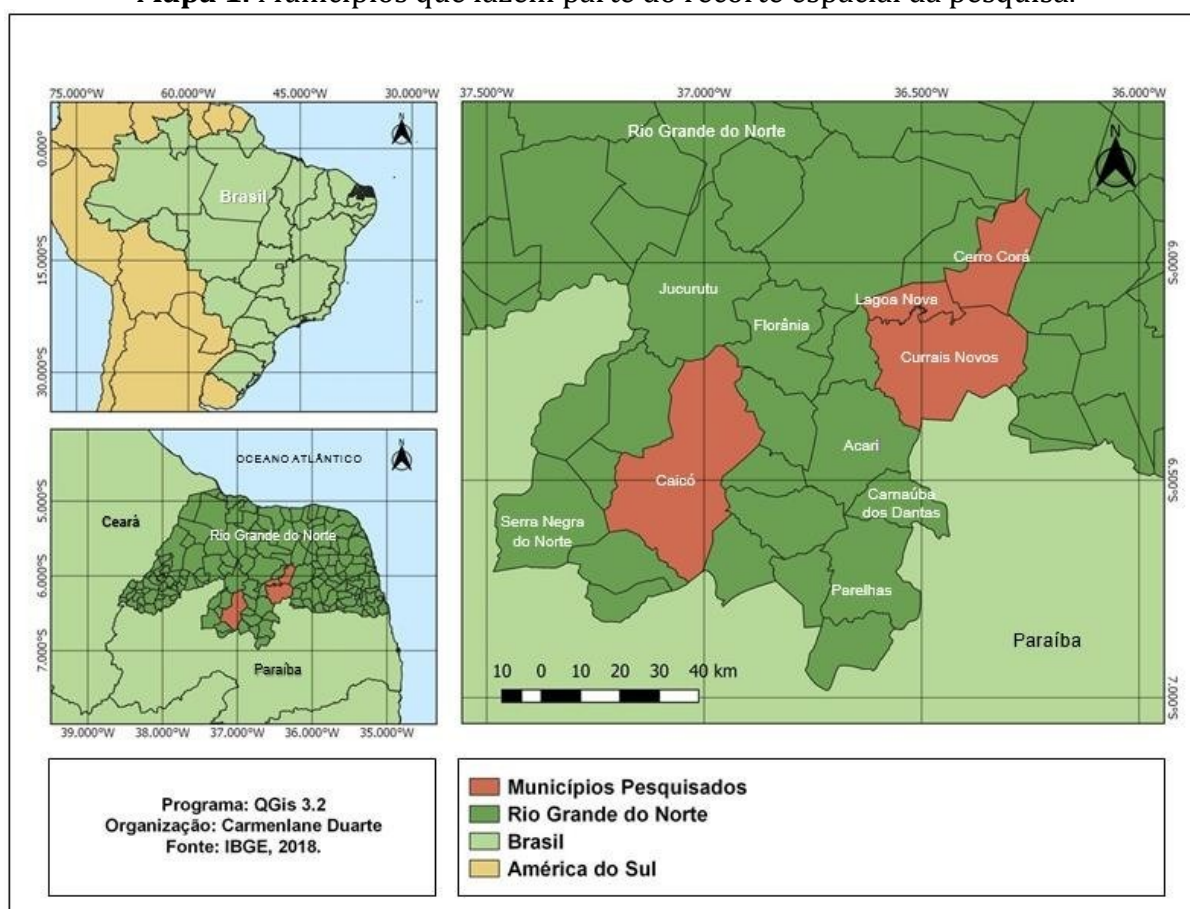 Mapa 1. Municípios que fazem parte do recorte espacial da pesquisa.
75.000°W 60.000°W 45.000°W 30.000°W
0.000°
15.000°S
30.000°S
N
Brasil
37.500°W 37.000°W 36.500°W 36.000°W
Rio Grande do Norte
N
Cerro Corá
6.000°S
Jucurutu
Lagoa Nova
Florânia
Currais Novos
Acari
Caicó
6.500°S
Carnaúba
dos Dantas
Serra Negra
do Norte
Parelhas
Paraíba
10 0 10 20 30 40 km
7.000°S
OCEANO ATLÂNTICO
N
5.000°S
Ceará
Rio Grande do Norte
6.000°S
7.000°S
Paraíba
39.000°W 38.000°W 37.000°W 36.000°W 35.000°W
Programa: QGis 3.2
Organização: Carmenlane Duarte
Fonte: IBGE, 2018.
Municípios Pesquisados
Rio Grande do Norte
Brasil
América do Sul